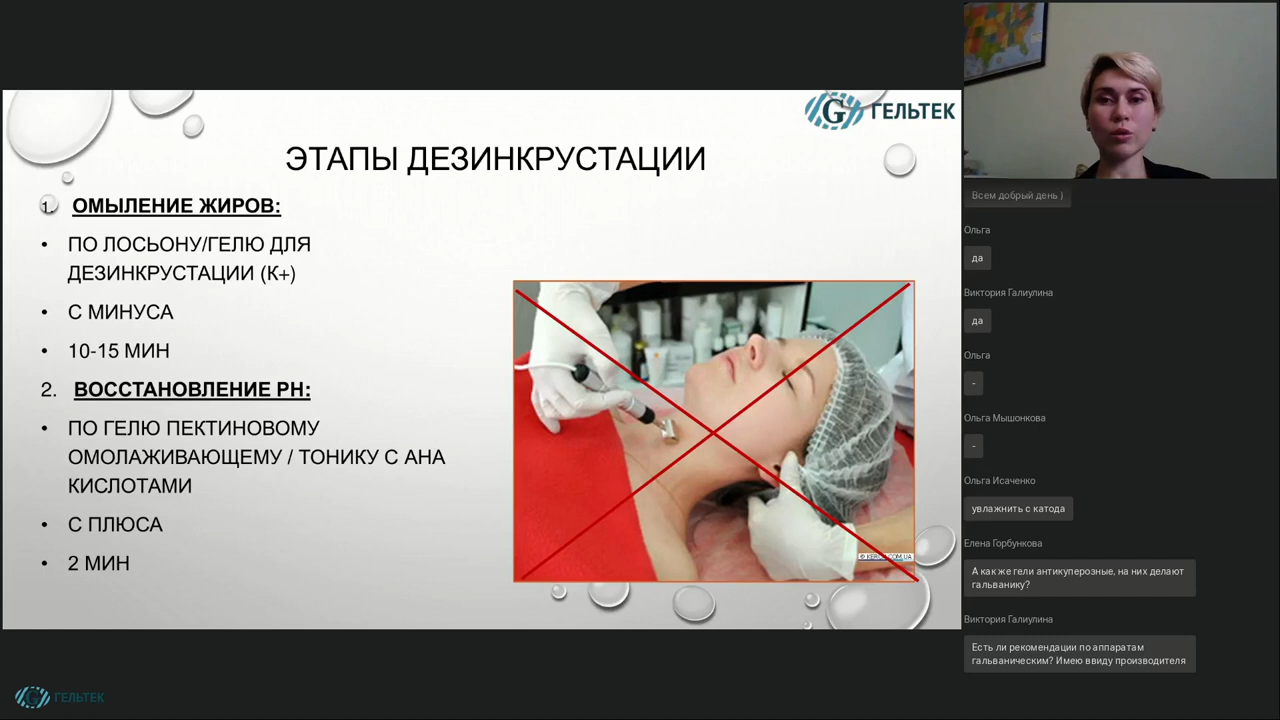 ГЕЛЬТЕК
ЭТАПЫ ДЕЗИНКРУСТАЦИИ
1. ОМЫЛЕНИЕ ЖИРОВ:
• ПО ЛОСЬОНУ/ГЕЛЮ ДЛЯ
ДЕЗИНКРУСТАЦИИ (К+)
• С МИНУСА
• 10-15 МИН
2. ВОССТАНОВЛЕНИЕ PH:
• ПО ГЕЛЮ ПЕКТИНОВОМУ
ОМОЛАЖИВАЮЩЕМУ / ТОНИКУ С АНА
КИСЛОТАМИ
• С ПЛЮСА
• 2 МИН
ГЕЛЬТЕК
Всем добрый день )
Ольга
да
Виктория Галиулина
да
Ольга
-
Ольга Мышонкова
-
Ольга Исаченко
увлажнить с катода
Елена Горбункова
А как же гели антикуперозные, на них делают
гальванику?
Виктория Галиулина
Есть ли рекомендации по аппаратам
гальваническим? Имею ввиду производителя